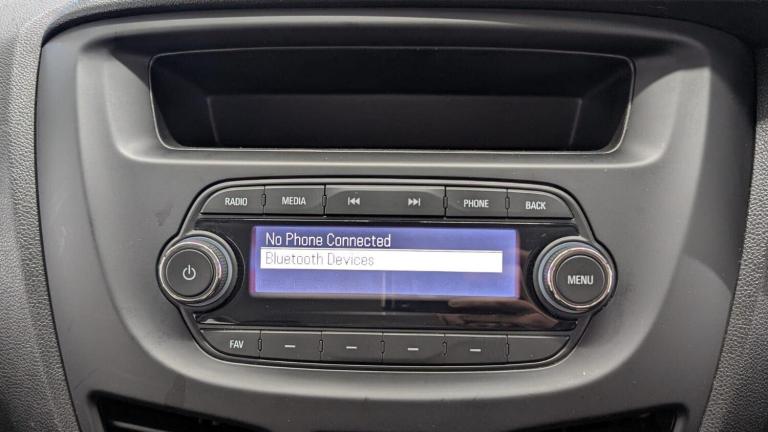 RADIO MEDIA PHONE BACK
No Phone Connected
Bluetooth Devices
MENU
FAV